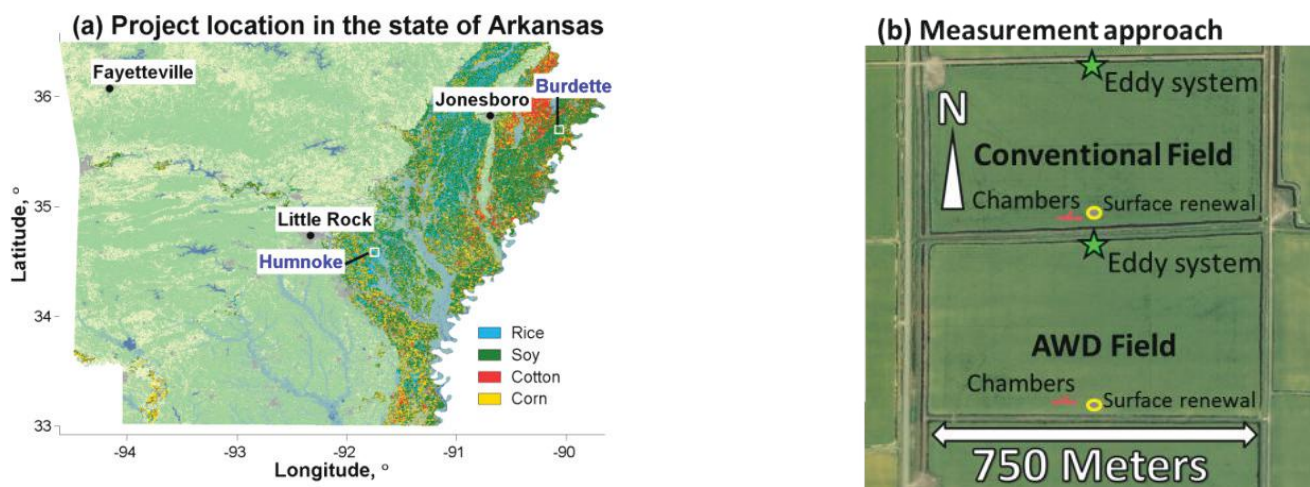 (a) Project location in the state of Arkansas
Fayetteville
Burdette
Jonesboro
Little Rock
Humnoke
Rice
Soy
Cotton
Corn
36
35
34
33
Latitude, °
-94
-93
-92
-91
-90
Longitude, °
(b) Measurement approach
Eddy system
N
Conventional Field
Chambers
Surface renewal
Eddy system
AWD Field
Chambers
Surface renewal
750 Meters